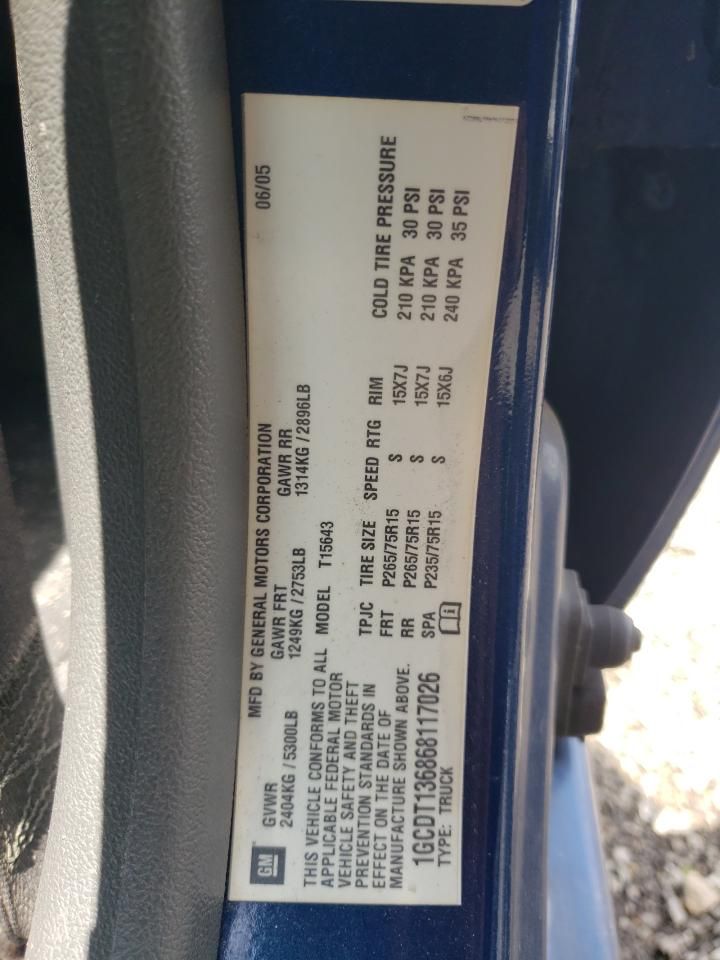 GM
MFD BY GENERAL MOTORS CORPORATION 06/05
GVWR GAWR FRT GAWR RR
2404KG / 5300LB 1249KG / 2753LB 1314KG / 2896LB
THIS VEHICLE CONFORMS TO ALL
APPLICABLE FEDERAL MOTOR
VEHICLE SAFETY AND THEFT
PREVENTION STANDARDS IN
EFFECT ON THE DATE OF
MANUFACTURE SHOWN ABOVE.
1GCDT136868117026
TYPE: TRUCK
MODEL T15643
TPJC TIRE SIZE SPEED RTG RIM COLD TIRE PRESSURE
FRT P265/75R15 S 15X7J 210 KPA 30 PSI
RR P265/75R15 S 15X7J 210 KPA 30 PSI
SPA P235/75R15 S 15X6J 240 KPA 35 PSI